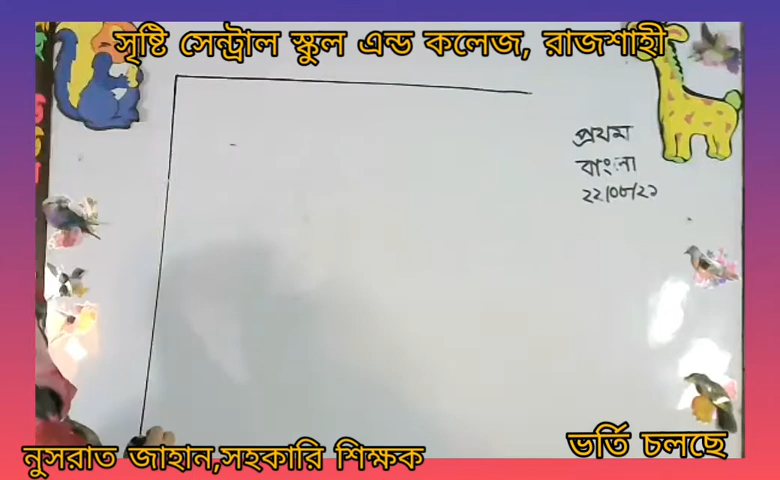 সৃষ্টি সেন্ট্রাল স্কুল এন্ড কলেজ, রাজশাহী
প্রথম
বাংলা
২২/০৮/২১
নুসরাত জাহান,সহকারি শিক্ষক
ভর্তি চলছে